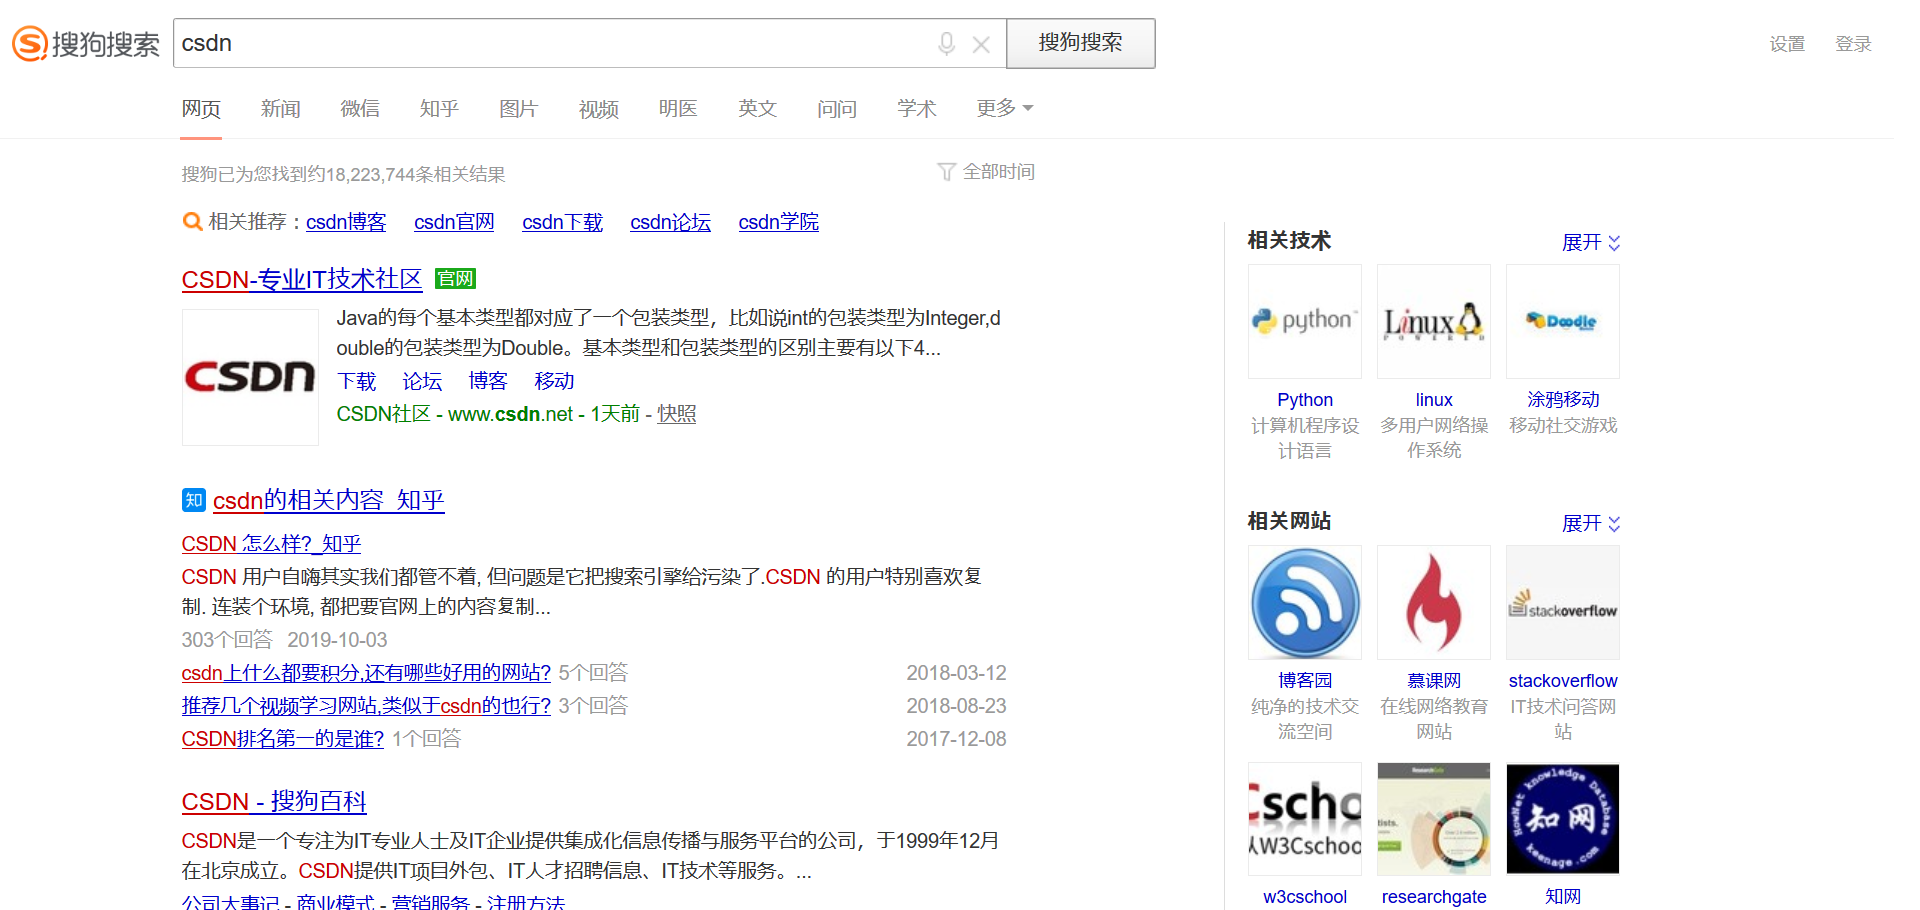 搜狗搜索
csdn
搜狗搜索
设置 登录
网页 新闻 微信 知乎 图片 视频 明医 英文 问问 学术 更多
搜狗已为您找到约18,223,744条相关结果
全部时间
相关推荐：csdn博客 csdn官网 csdn下载 csdn论坛 csdn学院
CSDN-专业IT技术社区 官网
CSDN
Java的每个基本类型都对应了一个包装类型，比如说int的包装类型为Integer,d
ouble的包装类型为Double。基本类型和包装类型的区别主要有以下4...
下载 论坛 博客 移动
CSDN社区 - www.csdn.net - 1天前 - 快照
知 csdn的相关内容_知乎
CSDN 怎么样?_知乎
CSDN 用户自嗨其实我们都管不着, 但问题是它把搜索引擎给污染了.CSDN 的用户特别喜欢复
制. 连装个环境, 都把要官网上的内容复制...
303个回答 2019-10-03
csdn上什么都要积分,还有哪些好用的网站? 5个回答 2018-03-12
推荐几个视频学习网站,类似于csdn的也行? 3个回答 2018-08-23
CSDN排名第一的是谁? 1个回答 2017-12-08
CSDN - 搜狗百科
CSDN是一个专注为IT专业人士及IT企业提供集成化信息传播与服务平台的公司，于1999年12月
在北京成立。CSDN提供IT项目外包、IT人才招聘信息、IT技术等服务。...
公司大事记 - 商业模式 - 营销服务 - 注册方法
相关技术 展开
python
Linux
POWERED
Doodle
Python linux 涂鸦移动
计算机程序设 多用户网络操 移动社交游戏
计语言 作系统
相关网站 展开
stackoverflow
博客园 慕课网 stackoverflow
纯净的技术交 在线网络教育 IT技术问答网
流空间 网站 站
W3Cschoo
ResearchGate
HowNet knowledge Database
知网
keenage.com
w3cschool researchgate 知网